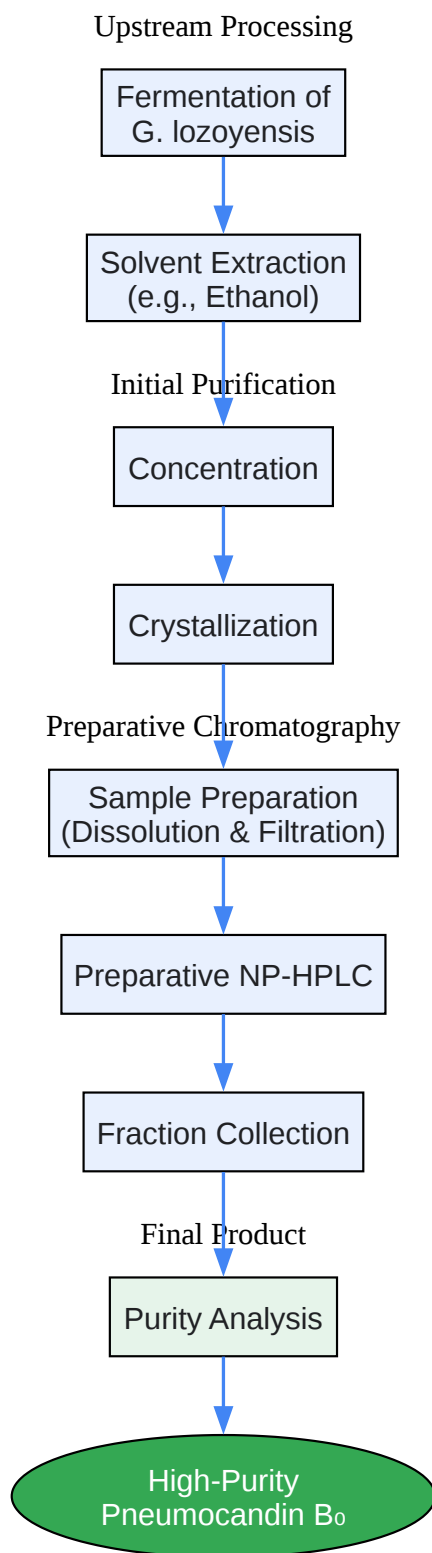 Upstream Processing
Fermentation of
G. lozoyensis
Solvent Extraction
(e.g., Ethanol)
Initial Purification
Concentration
Crystallization
Preparative Chromatography
Sample Preparation
(Dissolution & Filtration)
Preparative NP-HPLC
Fraction Collection
Final Product
Purity Analysis
High-Purity
Pneumocandin B₀